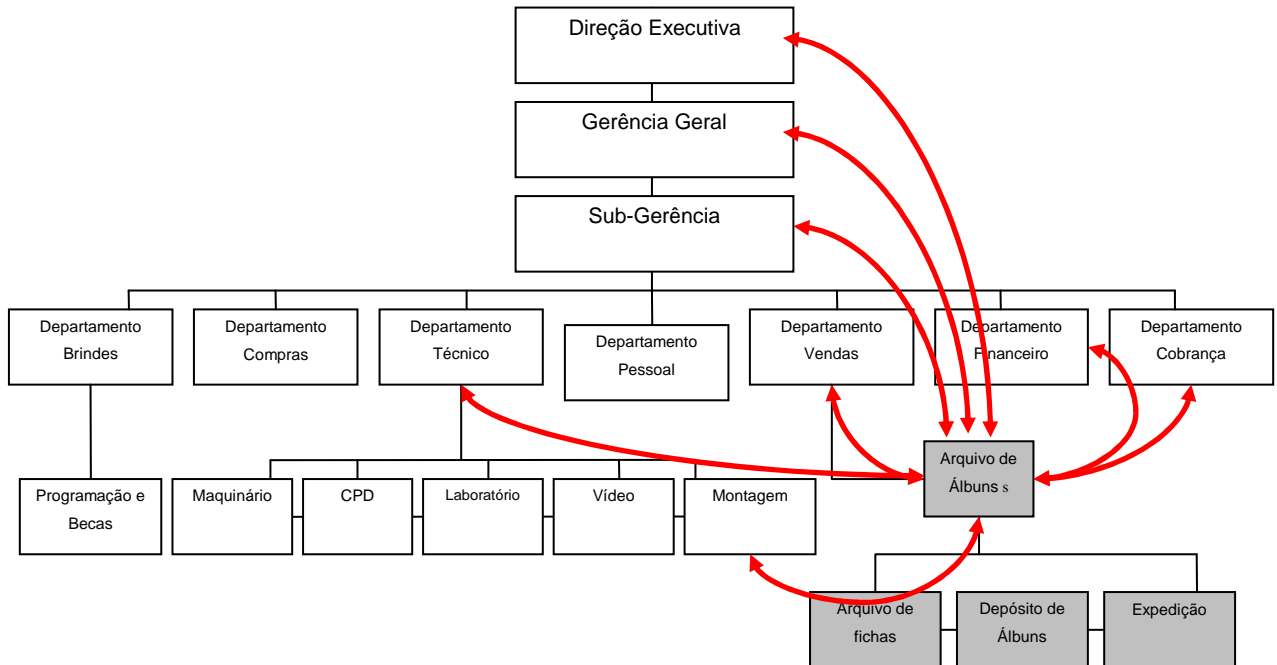 Direção Executiva
Gerência Geral
Sub-Gerência
Departamento
Brindes
Departamento
Compras
Departamento
Técnico
Departamento
Pessoal
Departamento
Vendas
Departamento
Financeiro
Departamento
Cobrança
Arquivo de
Álbuns s
Programação e
Becas
Maquinário
CPD
Laboratório
Vídeo
Montagem
Arquivo de
fichas
Depósito de
Álbuns
Expedição